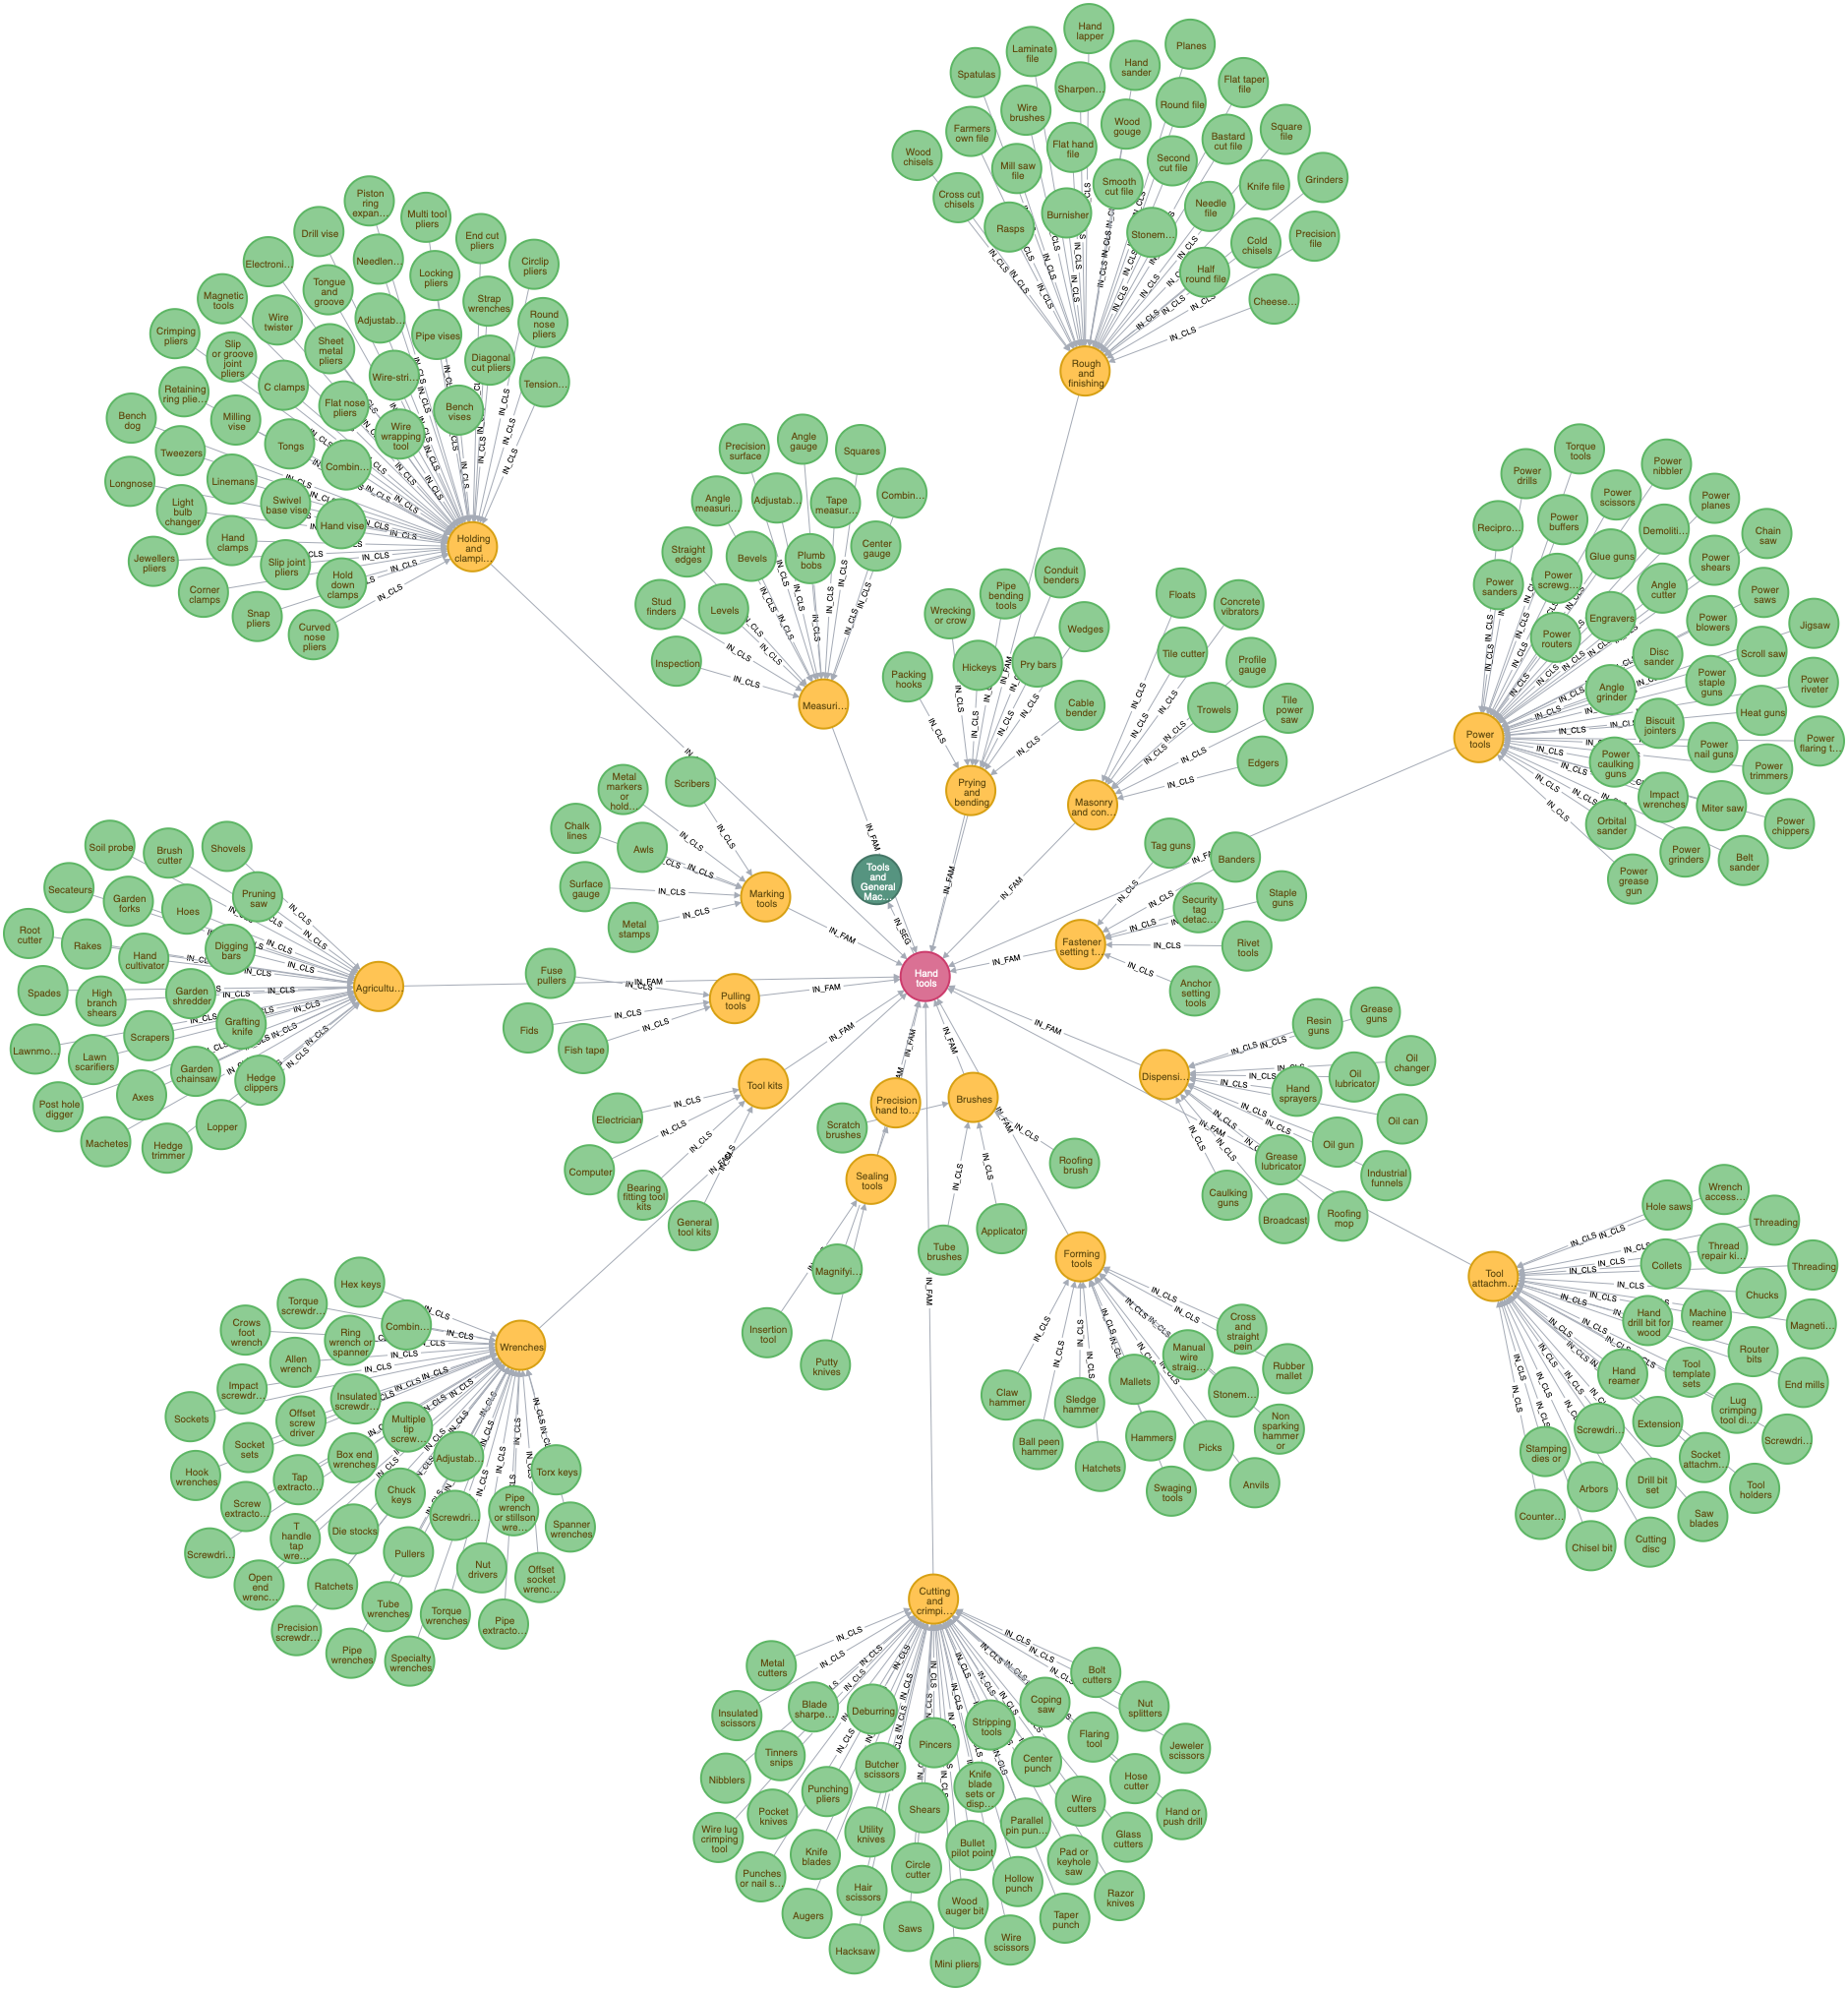 Hand
lapper
Laminate
file
Planes
Spatulas
Hand
sander
Sharpen...
Flat taper
file
Wire
brushes
Round file
Farmers
own file
Wood
gouge
Square
file
Wood
chisels
Flat hand
file
Bastard
cut file
Mill saw
file
Second
cut file
Grinders
Cross cut
chisels
Smooth
cut file
Knife file
Needle
file
Rasps
Burnisher
Stonem...
Cold
chisels
Precision
file
Half
round file
Cheese...
Rough
and
finishing
Piston
ring
expan...
Multi tool
pliers
Drill vise
End cut
pliers
Electroni...
Needlen...
Locking
pliers
Circlip
pliers
Magnetic
tools
Tongue
and
groove
Strap
wrenches
Crimping
pliers
Wire
twister
Adjustab...
Pipe vises
Round
nose
pliers
Slip
or groove
joint
pliers
Sheet
metal
pliers
Diagonal
cut pliers
Retaining
ring plie...
C clamps
Wire-stri...
Tension...
Bench
dog
Milling
vise
Flat nose
pliers
Bench
vises
Tweezers
Tongs
Wire
wrapping
tool
Longnose
Linemans
Combin...
Light
bulb
changer
Swivel
base vise
Hand vise
Hand
clamps
Jewellers
pliers
Slip joint
pliers
Hold
down
clamps
Corner
clamps
Snap
pliers
Curved
nose
pliers
Holding
and
clampi...
Precision
surface
Angle
gauge
Squares
Angle
measuri...
Adjustab...
Tape
measur...
Combin...
Straight
edges
Bevels
Plumb
bobs
Center
gauge
Stud
finders
Levels
Inspection
Measuri...
Wrecking
or crow
Pipe
bending
tools
Conduit
benders
Wedges
Packing
hooks
Hickeys
Pry bars
Cable
bender
Prying
and
bending
Floats
Concrete
vibrators
Tile cutter
Profile
gauge
Trowels
Tile
power
saw
Edgers
Masonry
and con...
Torque
tools
Power
drills
Power
nibbler
Power
scissors
Power
planes
Recipro...
Power
buffers
Demoliti...
Chain
saw
Power
sanders
Glue guns
Power
screwg...
Power
shears
Angle
cutter
Power
saws
Engravers
Power
blowers
Jigsaw
Power
routers
Disc
sander
Scroll saw
Angle
grinder
Power
staple
guns
Power
riveter
Heat guns
Biscuit
jointers
Power
nail guns
Power
flaring t...
Power
caulking
guns
Power
trimmers
Impact
wrenches
Miter saw
Power
chippers
Orbital
sander
Power
grinders
Belt
sander
Power
grease
gun
Power
tools
Metal
markers
or
hold...
Scribers
Chalk
lines
Awls
Surface
gauge
Metal
stamps
Marking
tools
Tools
and
General
Mac...
Hand
tools
Tag guns
Banders
Security
tag
detac...
Staple
guns
Rivet
tools
Anchor
setting
tools
Fastener
setting t...
Soil probe
Brush
cutter
Shovels
Secateurs
Garden
forks
Hoes
Pruning
saw
Root
cutter
Rakes
Hand
cultivator
Digging
bars
Spades
High
branch
shears
Garden
shredder
Grafting
knife
Lawnmo...
Lawn
scarifiers
Scrapers
Garden
chainsaw
Hedge
clippers
Post hole
digger
Axes
Machetes
Hedge
trimmer
Lopper
Agricultu...
Fuse
pullers
Fids
Fish tape
Pulling
tools
Electrician
Computer
Bearing
fitting tool
kits
General
tool kits
Tool kits
Scratch
brushes
Precision
hand to...
Brushes
Roofing
brush
Tube
brushes
Applicator
Sealing
tools
Magnifyi...
Insertion
tool
Putty
knives
Resin
guns
Grease
guns
Oil
changer
Oil
lubricator
Hand
sprayers
Oil can
Oil gun
Grease
lubricator
Industrial
funnels
Caulking
guns
Broadcast
Roofing
mop
Dispensi...
Forming
tools
Claw
hammer
Ball peen
hammer
Sledge
hammer
Hatchets
Mallets
Hammers
Swaging
tools
Manual
wire
straig...
Picks
Cross
and
straight
pein
Rubber
mallet
Stonem...
Non
sparking
hammer
or
Anvils
Hole saws
Wrench
access...
Threading
Thread
repair ki...
Collets
Threading
Chucks
Hand
drill bit for
wood
Machine
reamer
Magneti...
Router
bits
Hand
reamer
Tool
template
sets
End mills
Lug
crimping
tool di...
Screwdri...
Extension
Screwdri...
Stamping
dies or
Socket
attachm...
Tool
holders
Drill bit
set
Arbors
Saw
blades
Counter...
Chisel bit
Cutting
disc
Tool
attachm...
Hex keys
Torque
screwdr...
Crows
foot
wrench
Ring
wrench or
spanner
Combin...
Allen
wrench
Impact
screwdr...
Insulated
screwdr...
Sockets
Offset
screw
driver
Multiple
tip
screw...
Socket
sets
Box end
wrenches
Adjustab...
Hook
wrenches
Tap
extracto...
Chuck
keys
Torx keys
Screw
extracto...
Die stocks
Screwdri...
Pipe
wrench
or stillson
wre...
Spanner
wrenches
T
handle
tap
wre...
Screwdri...
Pullers
Nut
drivers
Offset
socket
wrenc...
Open
end
wrenc...
Ratchets
Tube
wrenches
Torque
wrenches
Pipe
extracto...
Precision
screwdr...
Pipe
wrenches
Specialty
wrenches
Wrenches
Cutting
and
crimpi...
Metal
cutters
Insulated
scissors
Blade
sharpe...
Deburring
Coping
saw
Bolt
cutters
Nut
splitters
Stripping
tools
Flaring
tool
Jeweler
scissors
Tinners
snips
Pincers
Center
punch
Nibblers
Butcher
scissors
Hose
cutter
Punching
pliers
Knife
blade
sets or
disp...
Wire
cutters
Pocket
knives
Shears
Hand or
push drill
Wire lug
crimping
tool
Utility
knives
Parallel
pin pun...
Glass
cutters
Knife
blades
Bullet
pilot point
Pad or
keyhole
saw
Punches
or nail s...
Circle
cutter
Hollow
punch
Razor
knives
Hair
scissors
Wood
auger bit
Taper
punch
Augers
Saws
Wire
scissors
Hacksaw
Mini pliers
IN_CLS
IN_FAM
IN_SEG